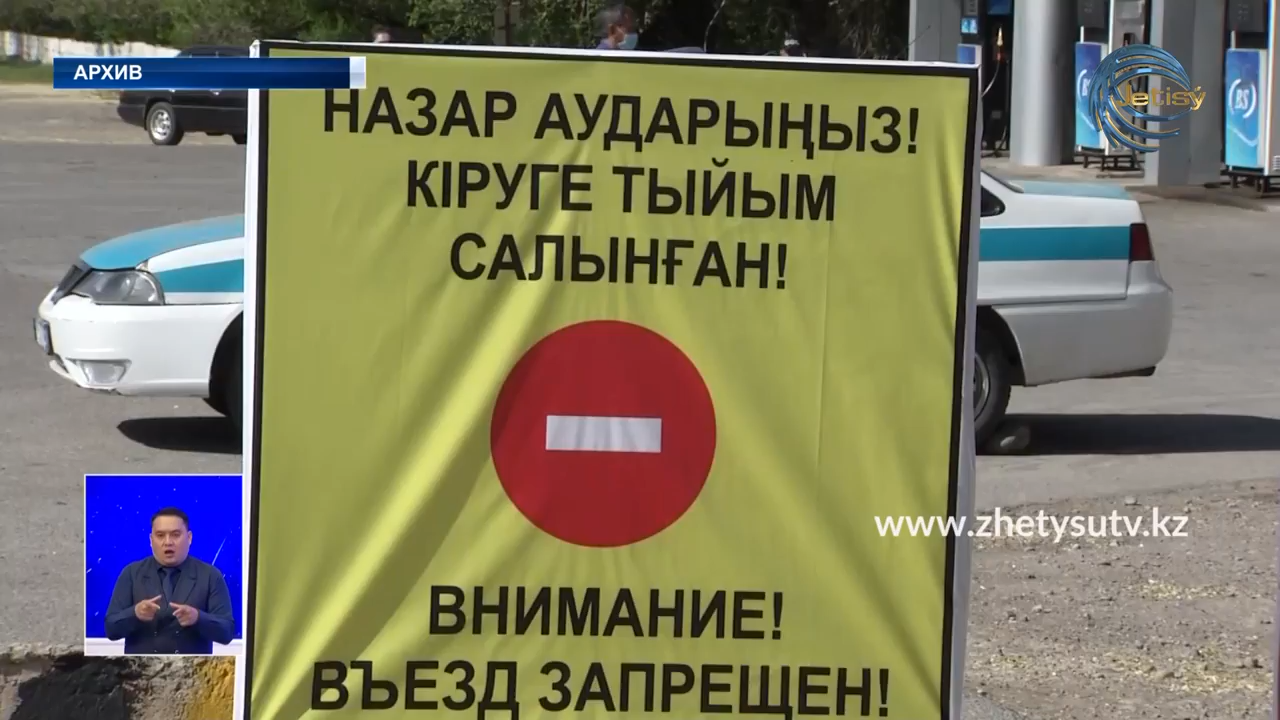 АРХИВ
Jetisý
НАЗАР АУДАРЫҢЫЗ!
КІРУГЕ ТЫЙЫМ
САЛЫНҒАН!
www.zhetysutv.kz
ВНИМАНИЕ!
ВЪЕЗД ЗАПРЕЩЕН!